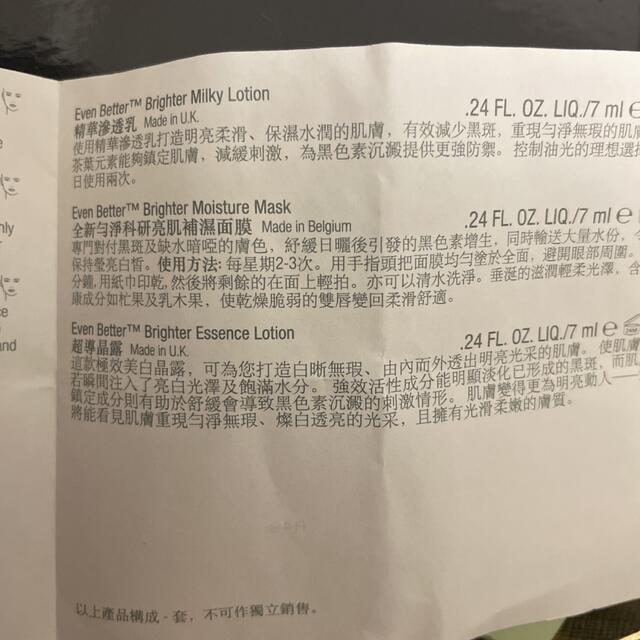 Even Better™ Brighter Milky Lotion .24 FL. OZ. LIQ./7 ml e
精華滲透乳 Made in U.K.
使用精華滲透乳打造明亮柔滑、保濕水潤的肌膚，有效減少黑斑，重現勻淨無瑕的肌膚
茶葉元素能夠鎮定肌膚，減緩刺激，為黑色素沉澱提供更強防禦。控制油光的理想選擇
日使用兩次。
Even Better™ Brighter Moisture Mask .24 FL. OZ. LIQ./7 ml e
全新勻淨科研亮肌補濕面膜 Made in Belgium
專門對付黑斑及缺水暗啞的膚色，紓緩日曬後引發的黑色素增生，同時輸送大量水份，令
保持瑩亮白皙。使用方法: 每星期2-3次。用手指頭把面膜均勻塗於全面，避開眼部周圍。
分鐘，用紙巾印乾，然後將剩餘的在面上輕拍。亦可以清水洗淨。垂涎的滋潤輕柔光澤，含
康成分如杧果及乳木果，使乾燥脆弱的雙唇變回柔滑舒適。
Even Better™ Brighter Essence Lotion .24 FL. OZ. LIQ./7 ml e
超導晶露 Made in U.K.
這款極效美白晶露，可為您打造白晰無瑕、由內而外透出明亮光采的肌膚。使肌膚
若瞬間注入了亮白光澤及飽滿水分。強效活性成分能明顯淡化已形成的黑斑，而肌
鎮定成分則有助於舒緩會導致黑色素沉澱的刺激情形。肌膚變得更為明亮動人——
將能看見肌膚重現勻淨無瑕、燦白透亮的光采，且擁有光滑柔嫩的膚質。
以上產品構成-套，不可作獨立銷售。